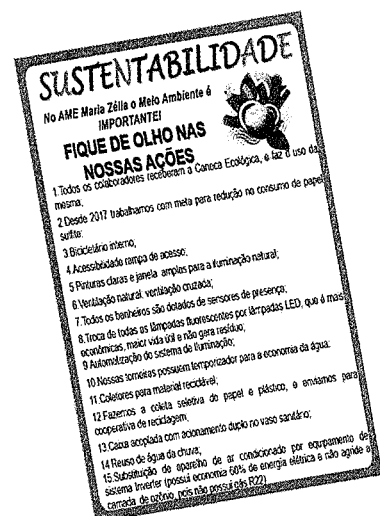 SUSTENTABILIDADE
No AME Maria Zélia o Meio Ambiente é
IMPORTANTE!
FIQUE DE OLHO NAS
NOSSAS AÇÕES
1.Todos os colaboradores receberam a Caneca Ecológica, e faz o uso da
mesma;
2.Desde 2017 trabalhamos com meta para redução no consumo de papel
sulfite;
3.Bicicletário interno;
4.Acessibilidade rampa de acesso;
5.Pinturas claras e janela amplas para a iluminação natural;
6.Ventilação natural: ventilação cruzada;
7.Todos os banheiros são dotados de sensores de presença;
8.Troca de todas as lâmpadas fluorescentes por lâmpadas LED, que é mais
econômicas, maior vida útil e não gera resíduo;
9 Automatização do sistema de iluminação;
10.Nossas torneiras possuem temporizador para a economia da água;
11.Coletores para material reciclável;
12.Fazemos a coleta seletiva do papel e plástico, e enviamos para
cooperativa de reciclagem;
13.Caixa acoplada com acionamento duplo no vaso sanitário;
14.Reuso de água da chuva;
15.Substituição de aparelho de ar condicionado por equipamento de
sistema Inverter (possui economia 60% de energia elétrica e não agride a
camada de ozônio, pois não possui gás R22)